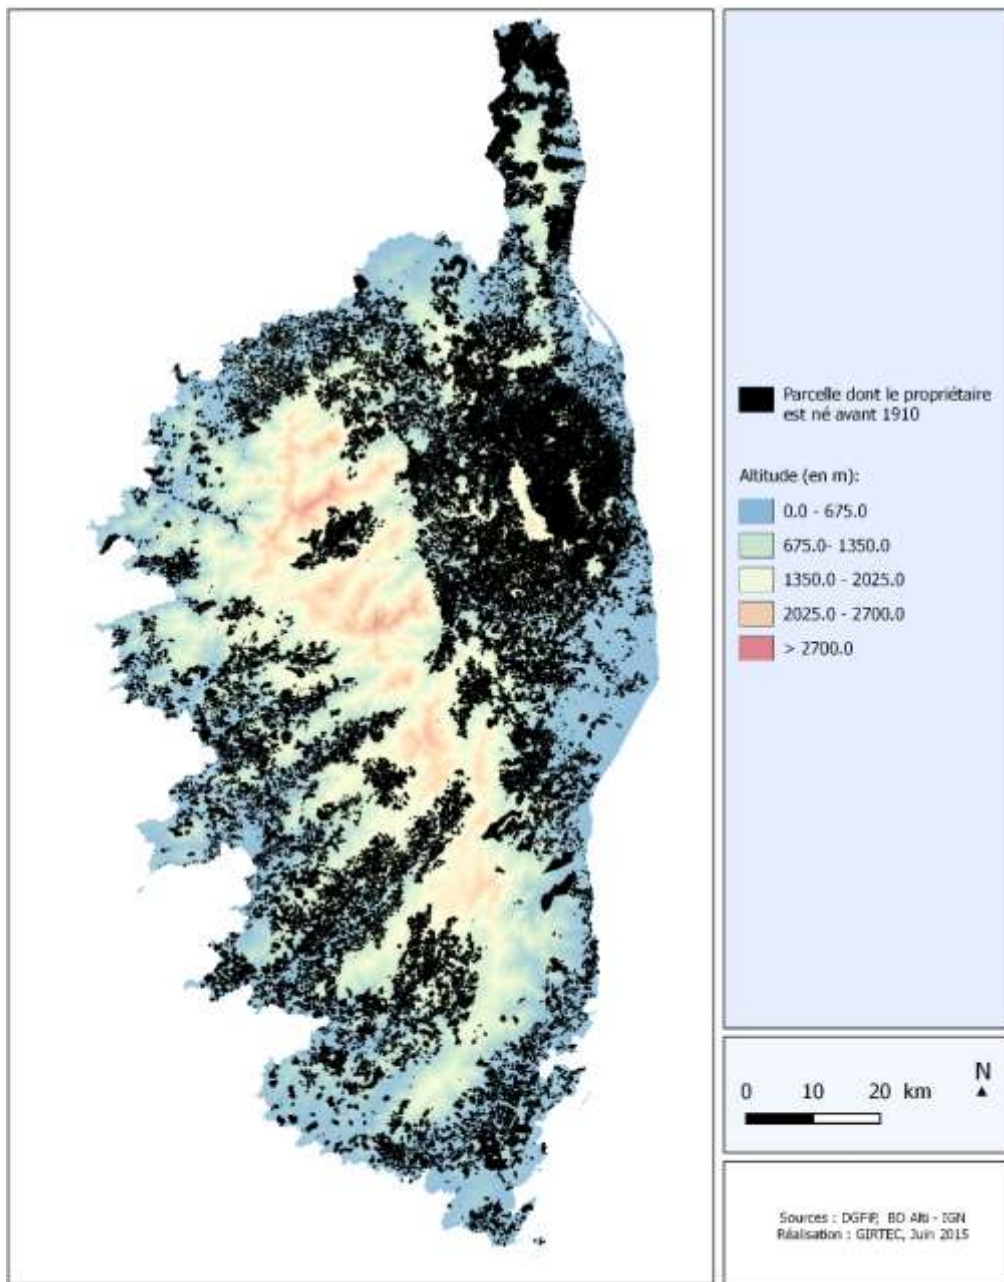 Parcelle dont le propriétaire
est né avant 1910
Altitude (en m):
0.0 - 675.0
675.0- 1350.0
1350.0 - 2025.0
2025.0 - 2700.0
> 2700.0
0 10 20 km
N
Sources : DGFiP, BD Alti - IGN
Réalisation : GIRTEC, Juin 2015